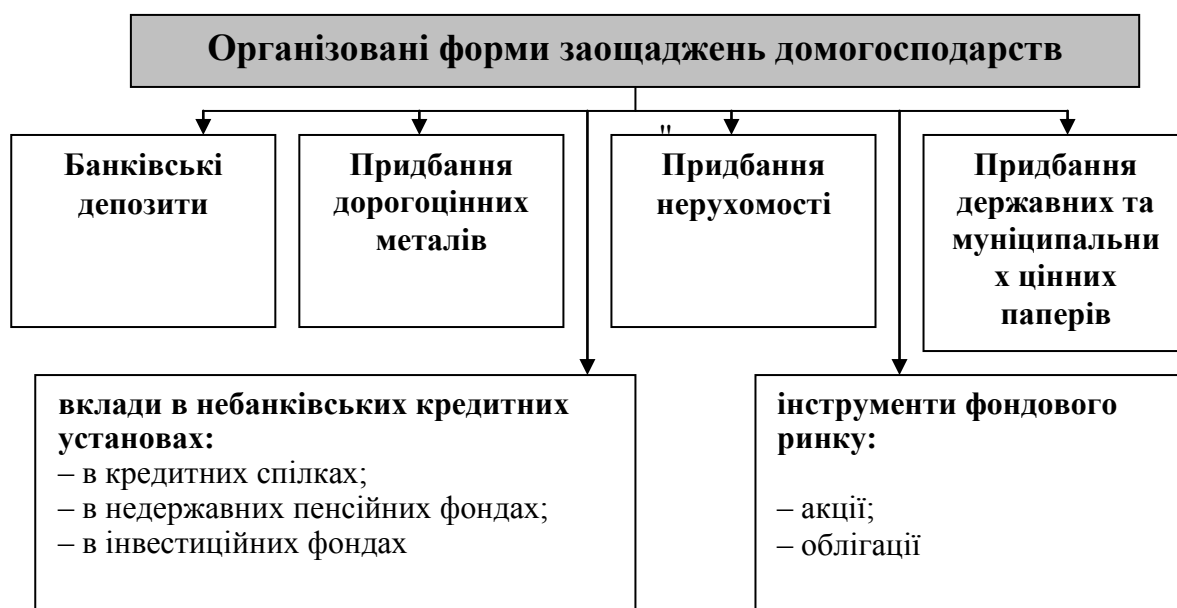 Організовані форми заощаджень домогосподарств
"
Банківські
депозити
Придбання
дорогоцінних
металів
Придбання
нерухомості
Придбання
державних та
муніципальни
х цінних
паперів
вклади в небанківських кредитних
установах:
– в кредитних спілках;
– в недержавних пенсійних фондах;
– в інвестиційних фондах
інструменти фондового
ринку:
– акції;
– облігації